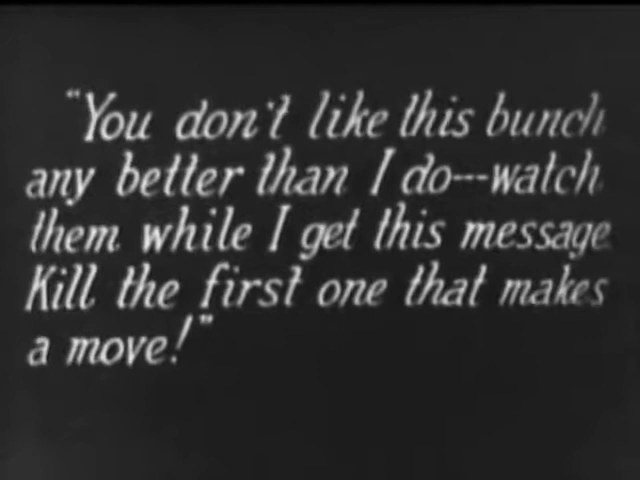 "You don't like this bunch
any better than I do---watch
them while I get this message
Kill the first one that makes
a move!"